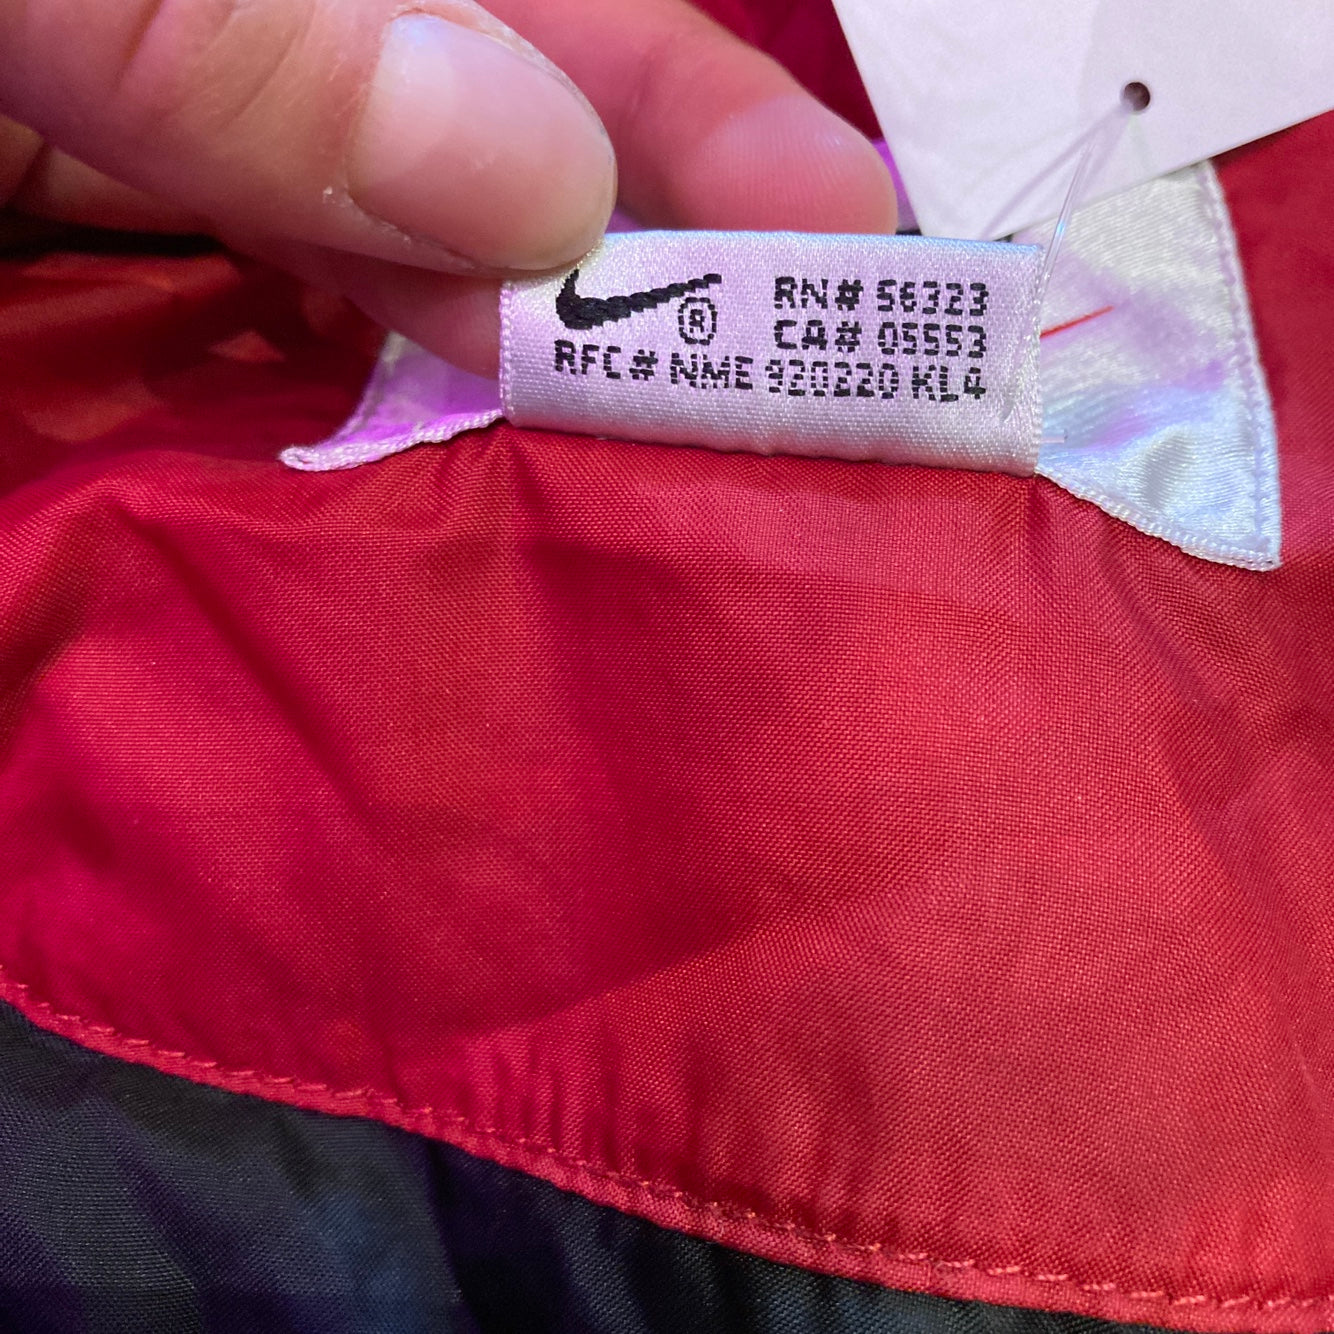 ® RN# 56323
CA# 05553
RFC# NME 920220 KL4